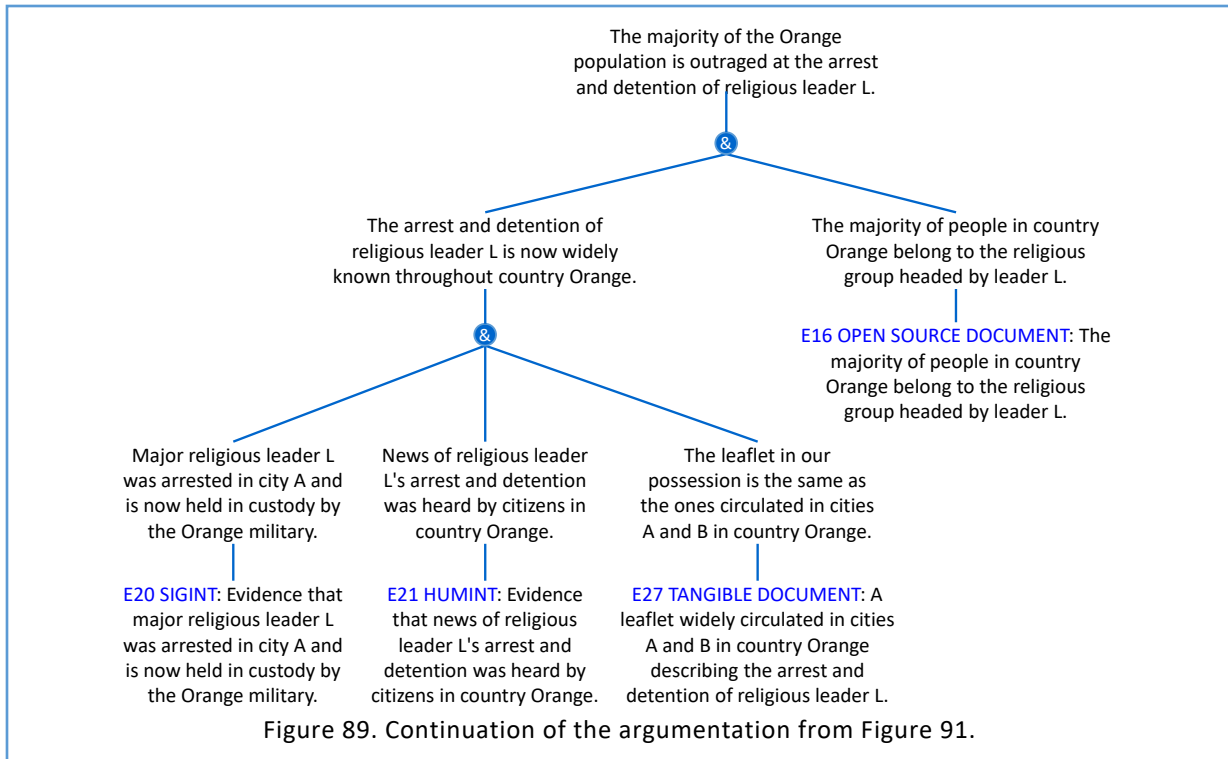 The majority of the Orange
population is outraged at the arrest
and detention of religious leader L.
&
The arrest and detention of
religious leader L is now widely
known throughout country Orange.
The majority of people in country
Orange belong to the religious
group headed by leader L.
&
E16 OPEN SOURCE DOCUMENT: The
majority of people in country
Orange belong to the religious
group headed by leader L.
Major religious leader L
was arrested in city A and
is now held in custody by
the Orange military.
News of religious leader
L's arrest and detention
was heard by citizens in
country Orange.
The leaflet in our
possession is the same as
the ones circulated in cities
A and B in country Orange.
E20 SIGINT: Evidence that
major religious leader L
was arrested in city A and
is now held in custody by
the Orange military.
E21 HUMINT: Evidence
that news of religious
leader L's arrest and
detention was heard by
citizens in country Orange.
E27 TANGIBLE DOCUMENT: A
leaflet widely circulated in cities
A and B in country Orange
describing the arrest and
detention of religious leader L.
Figure 89. Continuation of the argumentation from Figure 91.